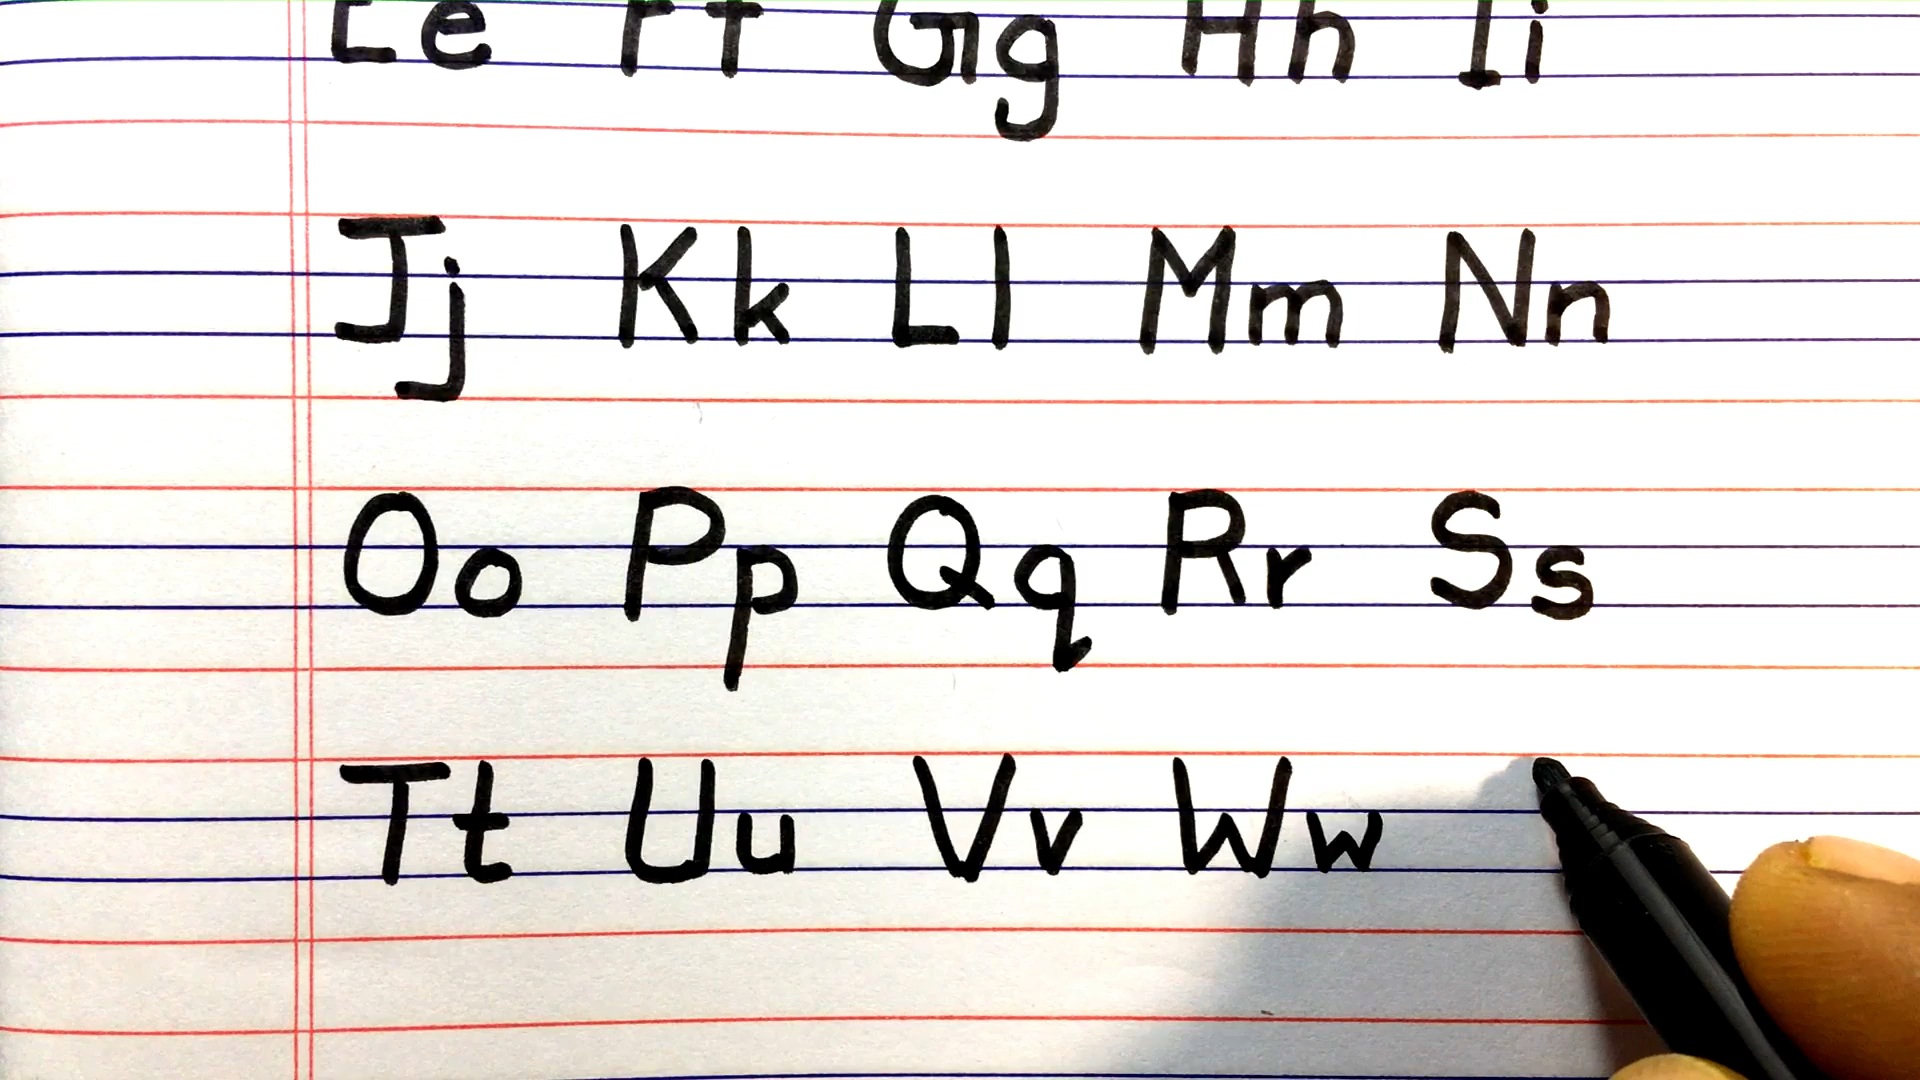 Ee Ff Gg Hh Ii
Jj Kk Ll Mm Nn
Oo Pp Qq Rr Ss
Tt Uu Vv Ww